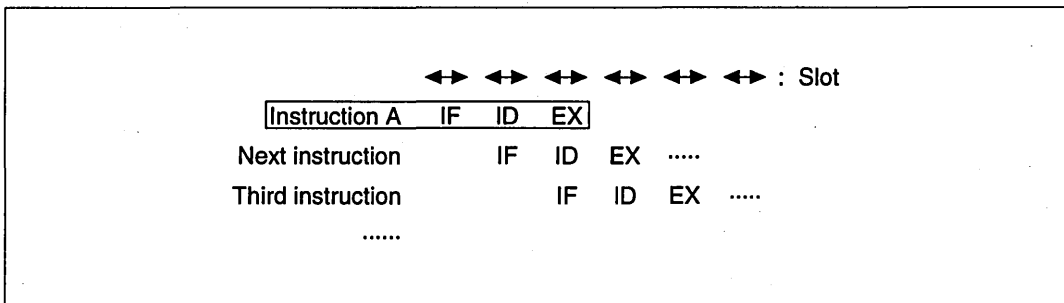 : Slot
Instruction A IF ID EX
Next instruction IF ID EX .....
Third instruction IF ID EX .....
......